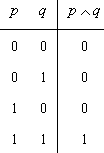 p q p ∧ q
0 0 0
0 1 0
1 0 0
1 1 1